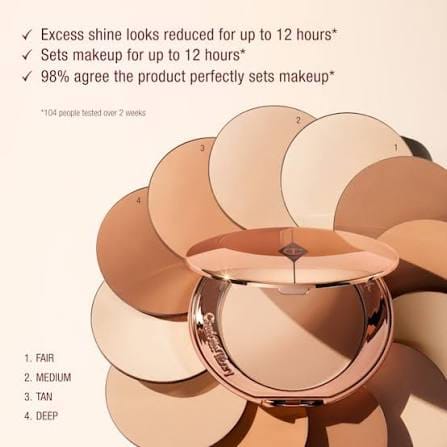 ✓ Excess shine looks reduced for up to 12 hours*
✓ Sets makeup for up to 12 hours*
✓ 98% agree the product perfectly sets makeup*
*104 people tested over 2 weeks
2
1
3
4
1. FAIR
2. MEDIUM
3. TAN
4. DEEP